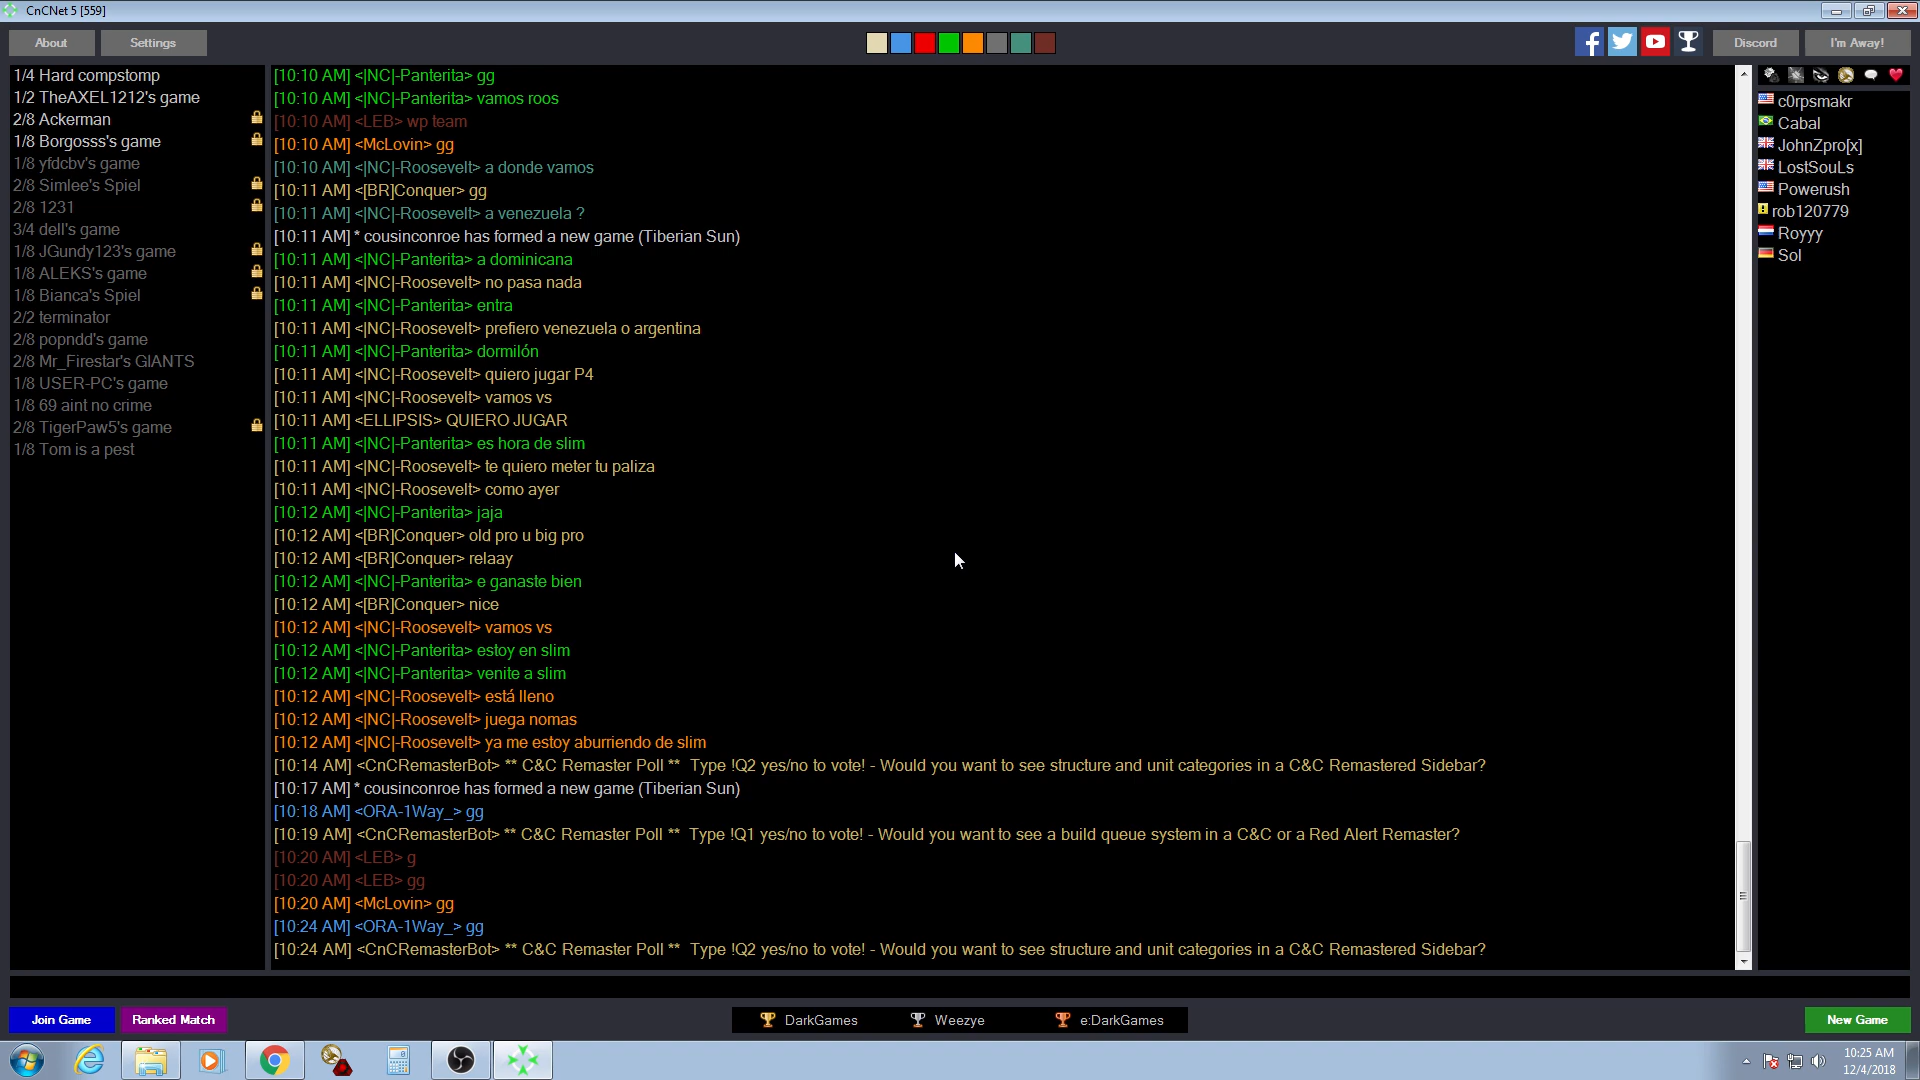 CnCNet 5 [559]
About
Settings
Discord
I'm Away!
1/4 Hard compstomp
1/2 TheAXEL1212's game
2/8 Ackerman
1/8 Borgosss's game
1/8 yfdcbv's game
2/8 Simlee's Spiel
2/8 1231
3/4 dell's game
1/8 JGundy123's game
1/8 ALEKS's game
1/8 Bianca's Spiel
2/2 terminator
2/8 popndd's game
2/8 Mr_Firestar's GIANTS
1/8 USER-PC's game
1/8 69 aint no crime
2/8 TigerPaw5's game
1/8 Tom is a pest
[10:10 AM] <|NC|-Panterita> gg
[10:10 AM] <|NC|-Panterita> vamos roos
[10:10 AM] <LEB> wp team
[10:10 AM] <McLovin> gg
[10:10 AM] <|NC|-Roosevelt> a donde vamos
[10:11 AM] <[BR]Conquer> gg
[10:11 AM] <|NC|-Roosevelt> a venezuela ?
[10:11 AM] * cousinconroe has formed a new game (Tiberian Sun)
[10:11 AM] <|NC|-Panterita> a dominicana
[10:11 AM] <|NC|-Roosevelt> no pasa nada
[10:11 AM] <|NC|-Panterita> entra
[10:11 AM] <|NC|-Roosevelt> prefiero venezuela o argentina
[10:11 AM] <|NC|-Panterita> dormilón
[10:11 AM] <|NC|-Roosevelt> quiero jugar P4
[10:11 AM] <|NC|-Roosevelt> vamos vs
[10:11 AM] <ELLIPSIS> QUIERO JUGAR
[10:11 AM] <|NC|-Panterita> es hora de slim
[10:11 AM] <|NC|-Roosevelt> te quiero meter tu paliza
[10:11 AM] <|NC|-Roosevelt> como ayer
[10:12 AM] <|NC|-Panterita> jaja
[10:12 AM] <[BR]Conquer> old pro u big pro
[10:12 AM] <[BR]Conquer> relaay
[10:12 AM] <|NC|-Panterita> e ganaste bien
[10:12 AM] <[BR]Conquer> nice
[10:12 AM] <|NC|-Roosevelt> vamos vs
[10:12 AM] <|NC|-Panterita> estoy en slim
[10:12 AM] <|NC|-Panterita> venite a slim
[10:12 AM] <|NC|-Roosevelt> está lleno
[10:12 AM] <|NC|-Roosevelt> juega nomas
[10:12 AM] <|NC|-Roosevelt> ya me estoy aburriendo de slim
[10:14 AM] <CnCRemasterBot> ** C&C Remaster Poll ** Type !Q2 yes/no to vote! - Would you want to see structure and unit categories in a C&C Remastered Sidebar?
[10:17 AM] * cousinconroe has formed a new game (Tiberian Sun)
[10:18 AM] <ORA-1Way_> gg
[10:19 AM] <CnCRemasterBot> ** C&C Remaster Poll ** Type !Q1 yes/no to vote! - Would you want to see a build queue system in a C&C or a Red Alert Remaster?
[10:20 AM] <LEB> g
[10:20 AM] <LEB> gg
[10:20 AM] <McLovin> gg
[10:24 AM] <ORA-1Way_> gg
[10:24 AM] <CnCRemasterBot> ** C&C Remaster Poll ** Type !Q2 yes/no to vote! - Would you want to see structure and unit categories in a C&C Remastered Sidebar?
c0rpsmakr
Cabal
JohnZpro[x]
LostSouLs
Powerush
rob120779
Royyy
Sol
Join Game
Ranked Match
DarkGames
Weezye
e:DarkGames
New Game
10:25 AM
12/4/2018